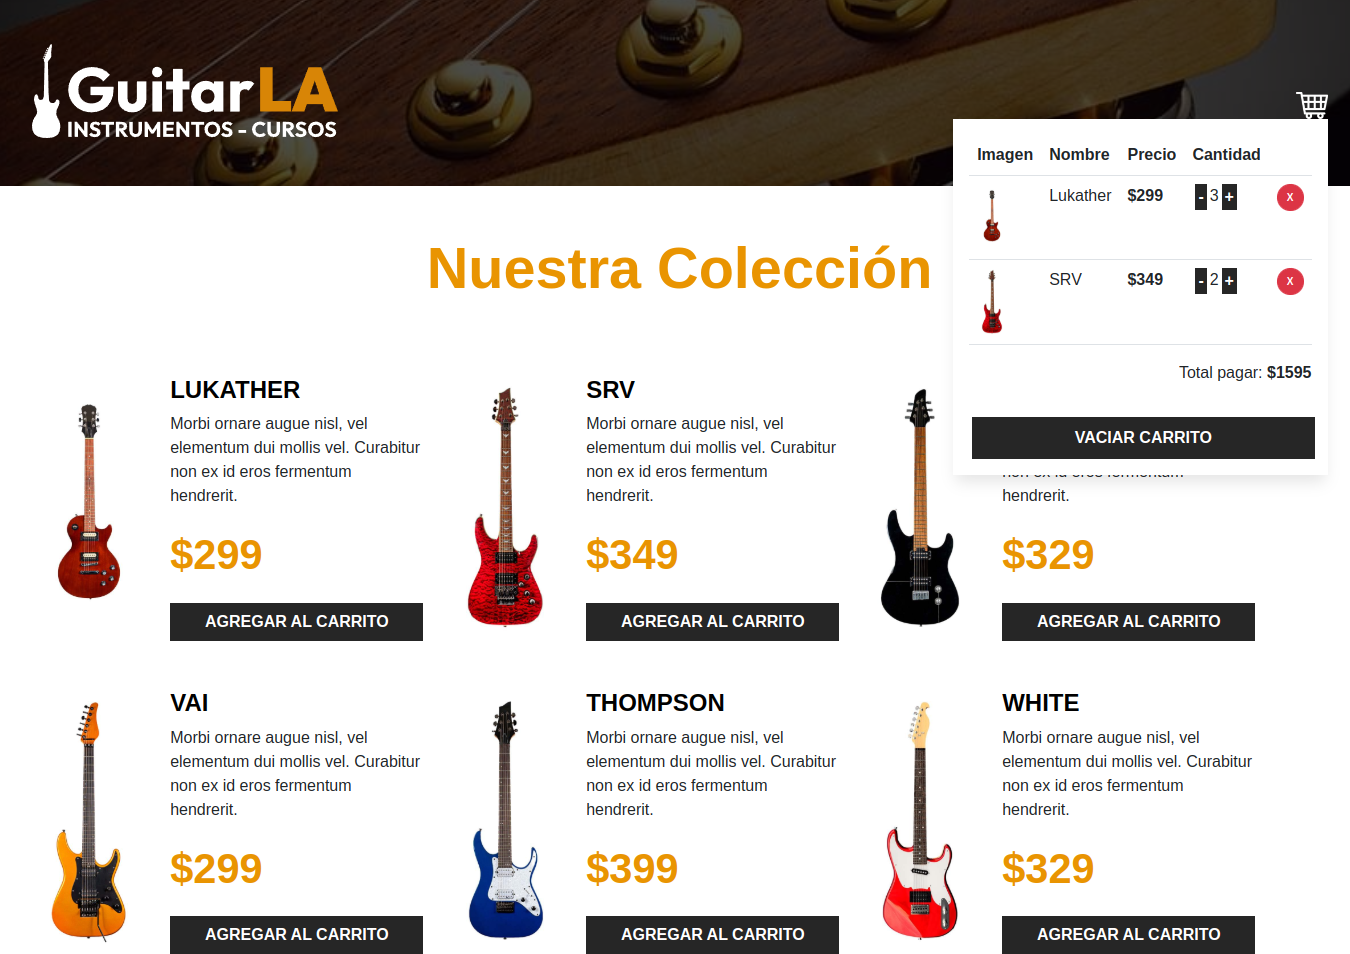 GuitarLA
INSTRUMENTOS - CURSOS
Imagen Nombre Precio Cantidad
Lukather $299 - 3 + X
SRV $349 - 2 + X
Total pagar: $1595
VACIAR CARRITO
Nuestra Colección
LUKATHER
Morbi ornare augue nisl, vel
elementum dui mollis vel. Curabitur
non ex id eros fermentum
hendrerit.
$299
AGREGAR AL CARRITO
SRV
Morbi ornare augue nisl, vel
elementum dui mollis vel. Curabitur
non ex id eros fermentum
hendrerit.
$349
AGREGAR AL CARRITO
non ex id eros fermentum
hendrerit.
$329
AGREGAR AL CARRITO
VAI
Morbi ornare augue nisl, vel
elementum dui mollis vel. Curabitur
non ex id eros fermentum
hendrerit.
$299
AGREGAR AL CARRITO
THOMPSON
Morbi ornare augue nisl, vel
elementum dui mollis vel. Curabitur
non ex id eros fermentum
hendrerit.
$399
AGREGAR AL CARRITO
WHITE
Morbi ornare augue nisl, vel
elementum dui mollis vel. Curabitur
non ex id eros fermentum
hendrerit.
$329
AGREGAR AL CARRITO